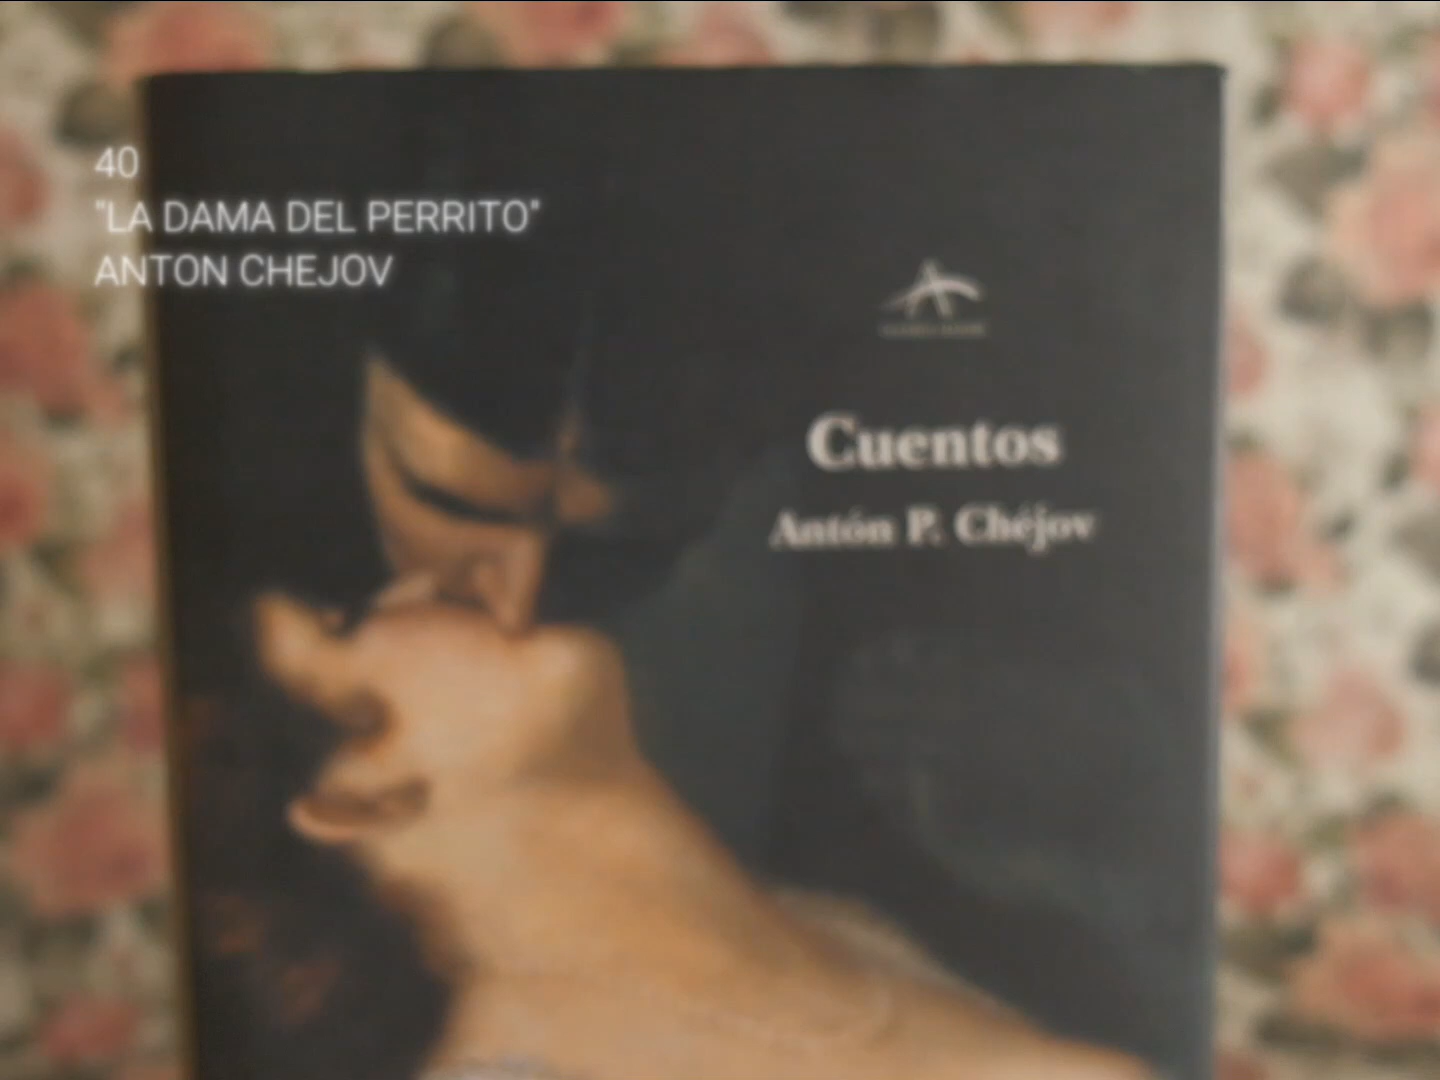 40
"LA DAMA DEL PERRITO"
ANTON CHEJOV
Cuentos
Antón P. Chéjov